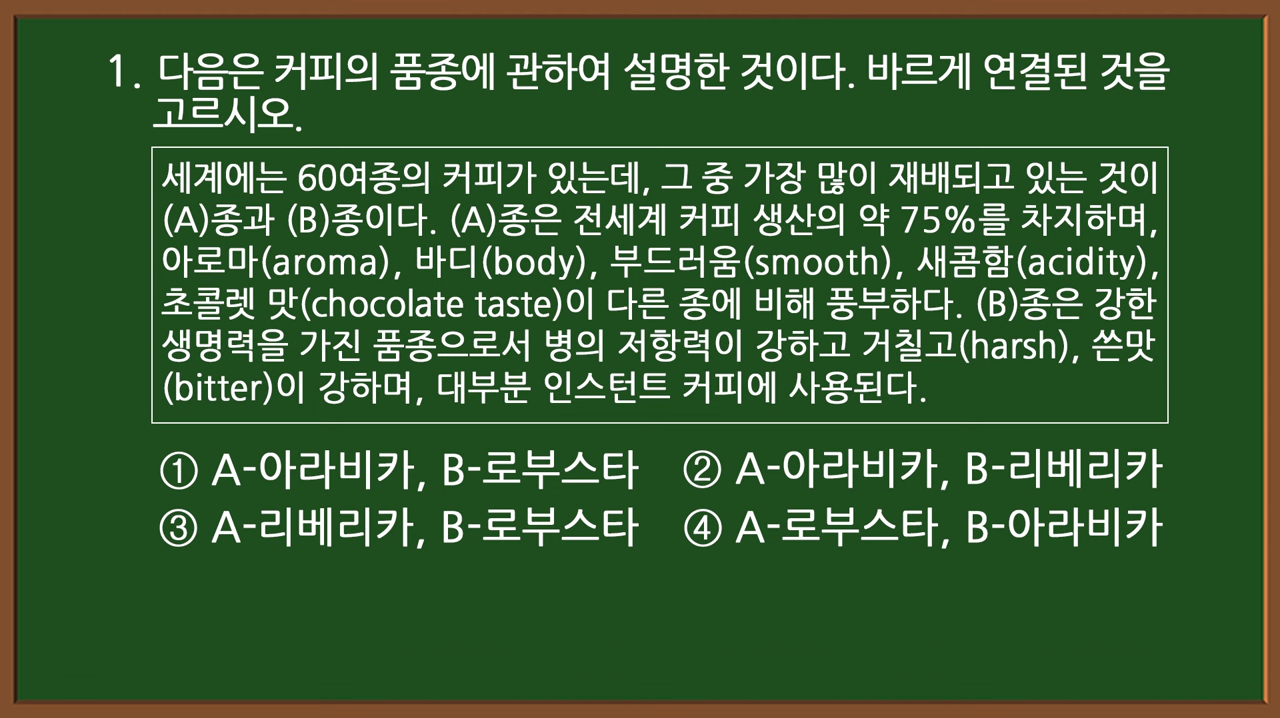 1. 다음은 커피의 품종에 관하여 설명한 것이다. 바르게 연결된 것을
고르시오.
세계에는 60여종의 커피가 있는데, 그 중 가장 많이 재배되고 있는 것이
(A)종과 (B)종이다. (A)종은 전세계 커피 생산의 약 75%를 차지하며,
아로마(aroma), 바디(body), 부드러움(smooth), 새콤함(acidity),
초콜렛 맛(chocolate taste)이 다른 종에 비해 풍부하다. (B)종은 강한
생명력을 가진 품종으로서 병의 저항력이 강하고 거칠고(harsh), 쓴맛
(bitter)이 강하며, 대부분 인스턴트 커피에 사용된다.
① A-아라비카, B-로부스타 ② A-아라비카, B-리베리카
③ A-리베리카, B-로부스타 ④ A-로부스타, B-아라비카